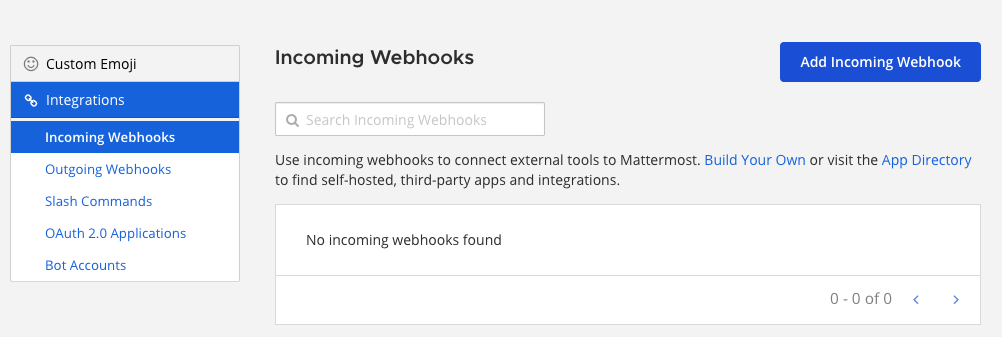 Custom Emoji
Integrations
Incoming Webhooks
Outgoing Webhooks
Slash Commands
OAuth 2.0 Applications
Bot Accounts
Incoming Webhooks
Add Incoming Webhook
Search Incoming Webhooks
Use incoming webhooks to connect external tools to Mattermost. Build Your Own or visit the App Directory
to find self-hosted, third-party apps and integrations.
No incoming webhooks found
0 - 0 of 0